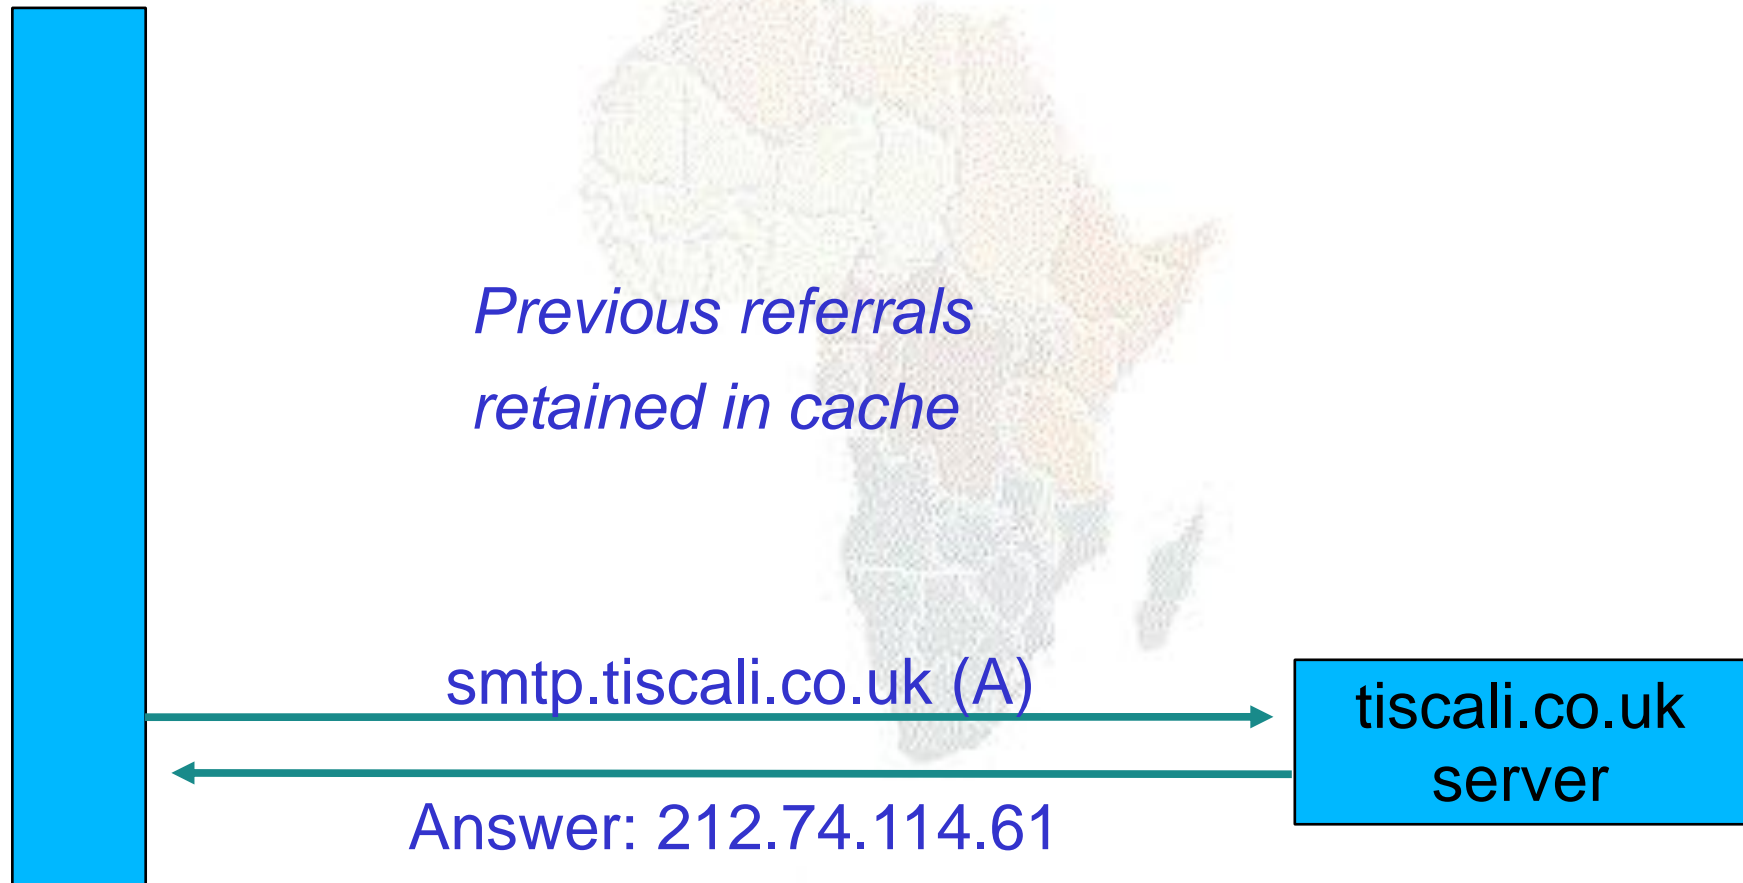 Previous referrals
retained in cache
smtp.tiscali.co.uk (A)
tiscali.co.uk
server
Answer: 212.74.114.61